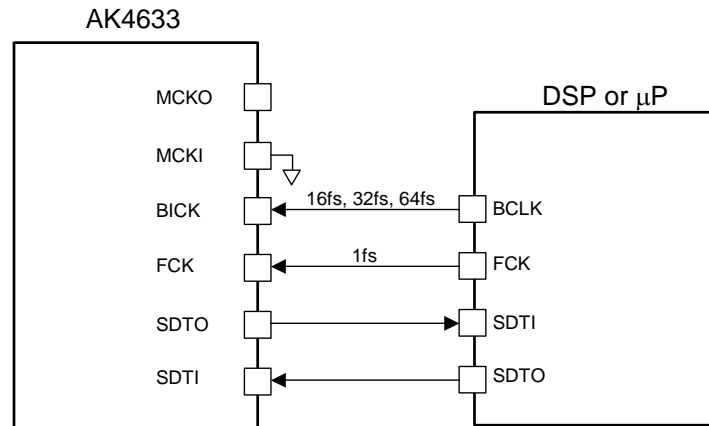 AK4633
DSP or μP
MCKO
MCKI
BICK
16fs, 32fs, 64fs
BCLK
FCK
1fs
FCK
SDTO
SDTI
SDTI
SDTO